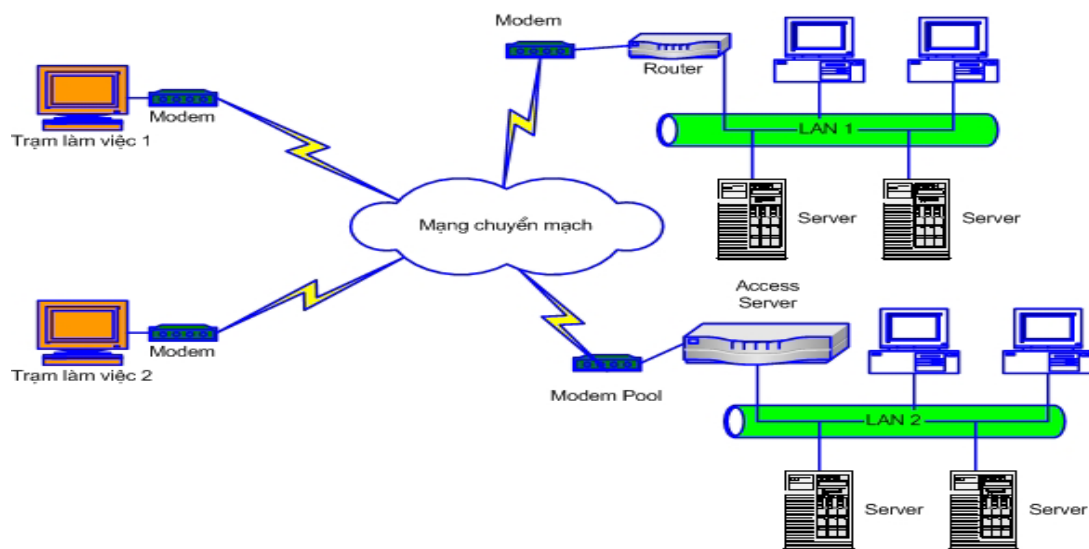 Modem
Router
Modem
Trạm làm việc 1
LAN 1
Server
Server
Mạng chuyển mạch
Access
Server
Modem
Trạm làm việc 2
Modem Pool
LAN 2
Server
Server